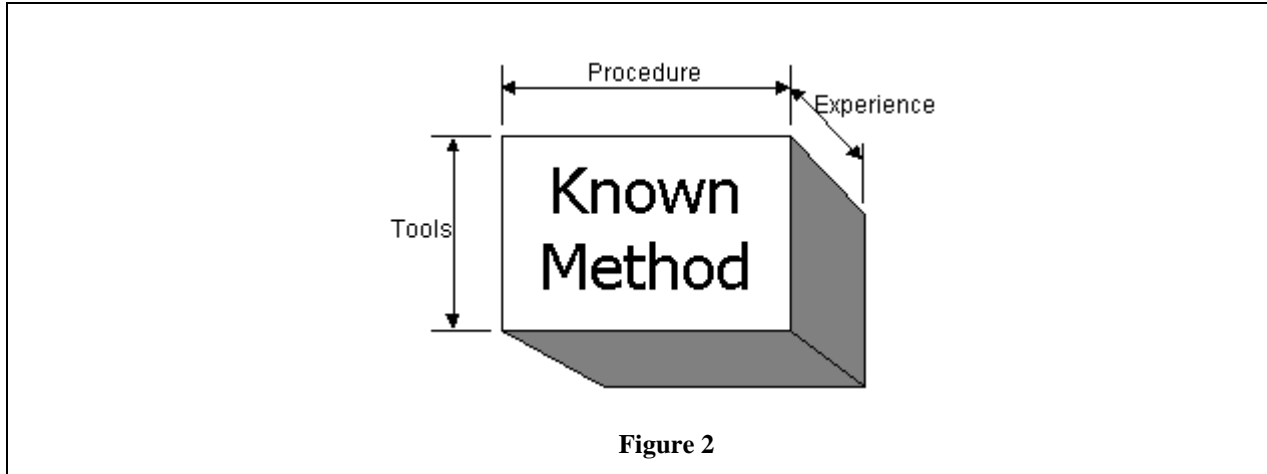 Procedure
Experience
Tools
Known
Method
Figure 2